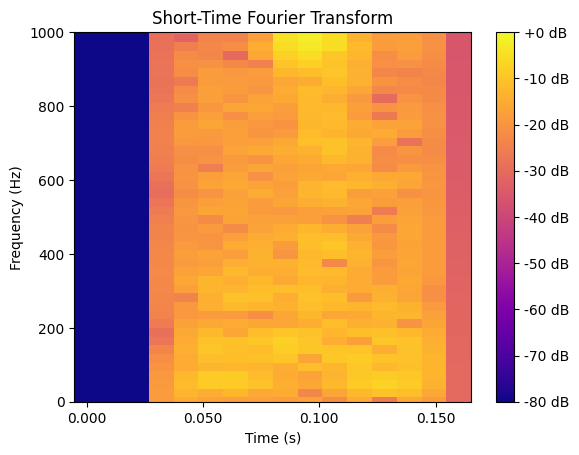 Short-Time Fourier Transform
1000
800
600
400
200
0
Frequency (Hz)
0.000
0.050
0.100
0.150
Time (s)
+0 dB
-10 dB
-20 dB
-30 dB
-40 dB
-50 dB
-60 dB
-70 dB
-80 dB